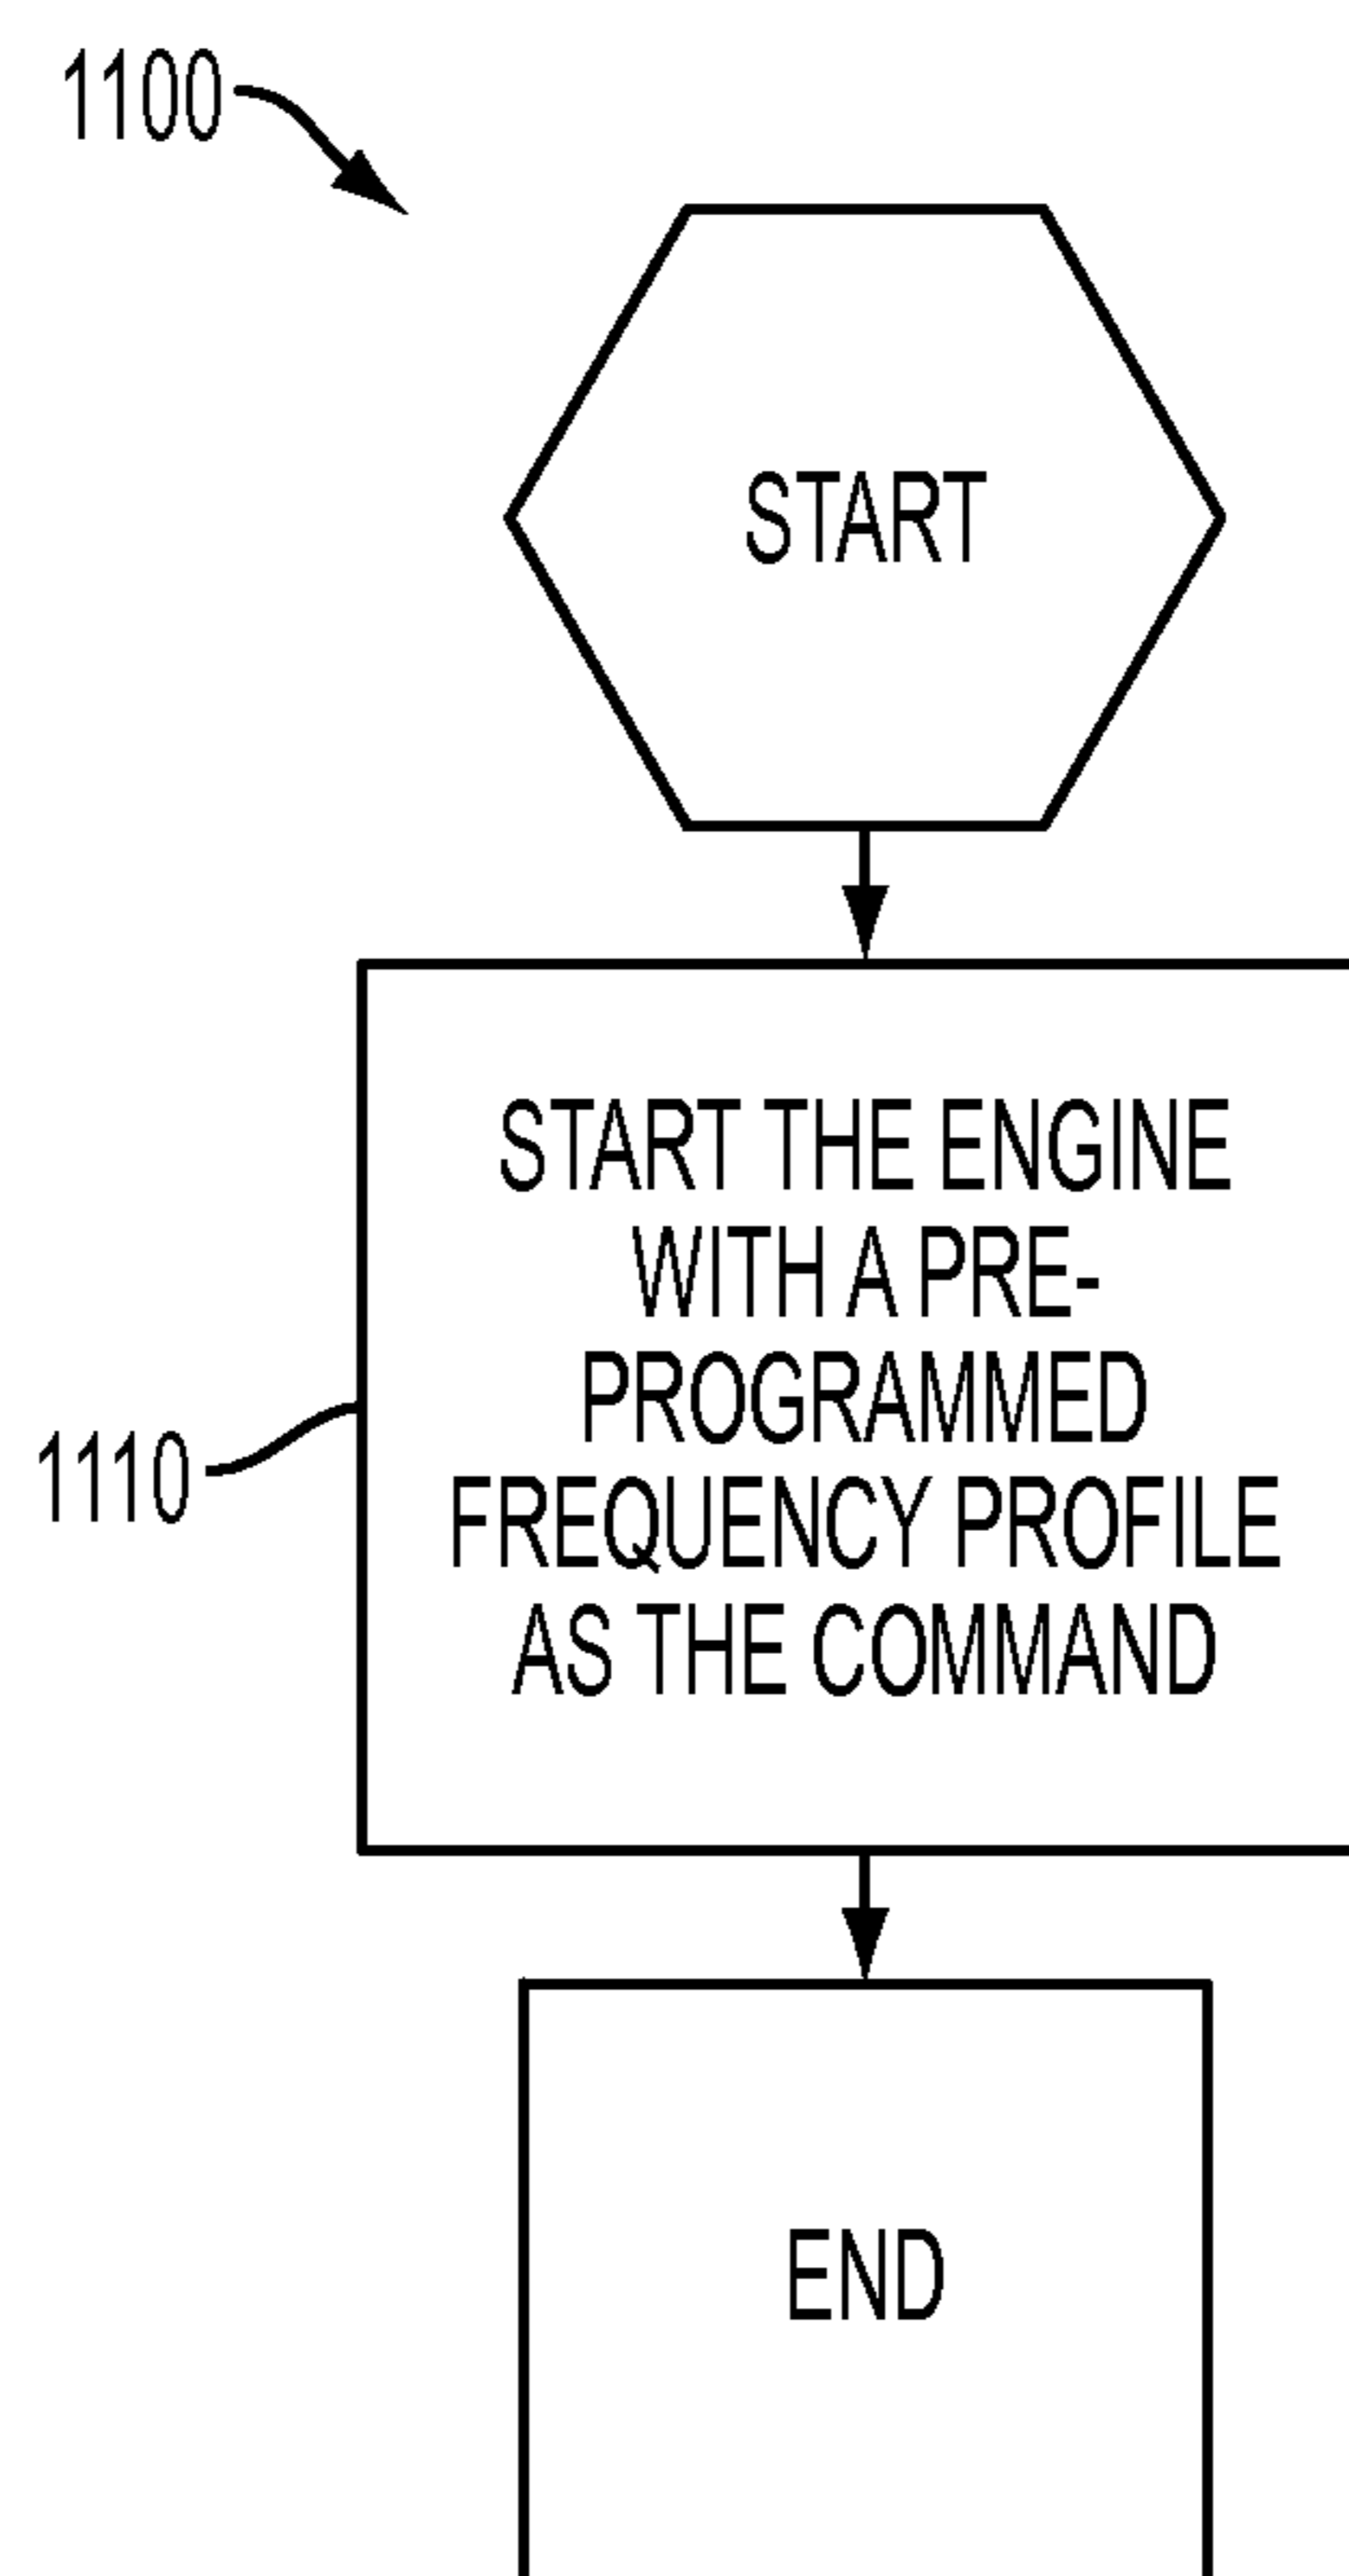 1100
START
START THE ENGINE
WITH A PRE-
PROGRAMMED
FREQUENCY PROFILE
AS THE COMMAND
1110
END